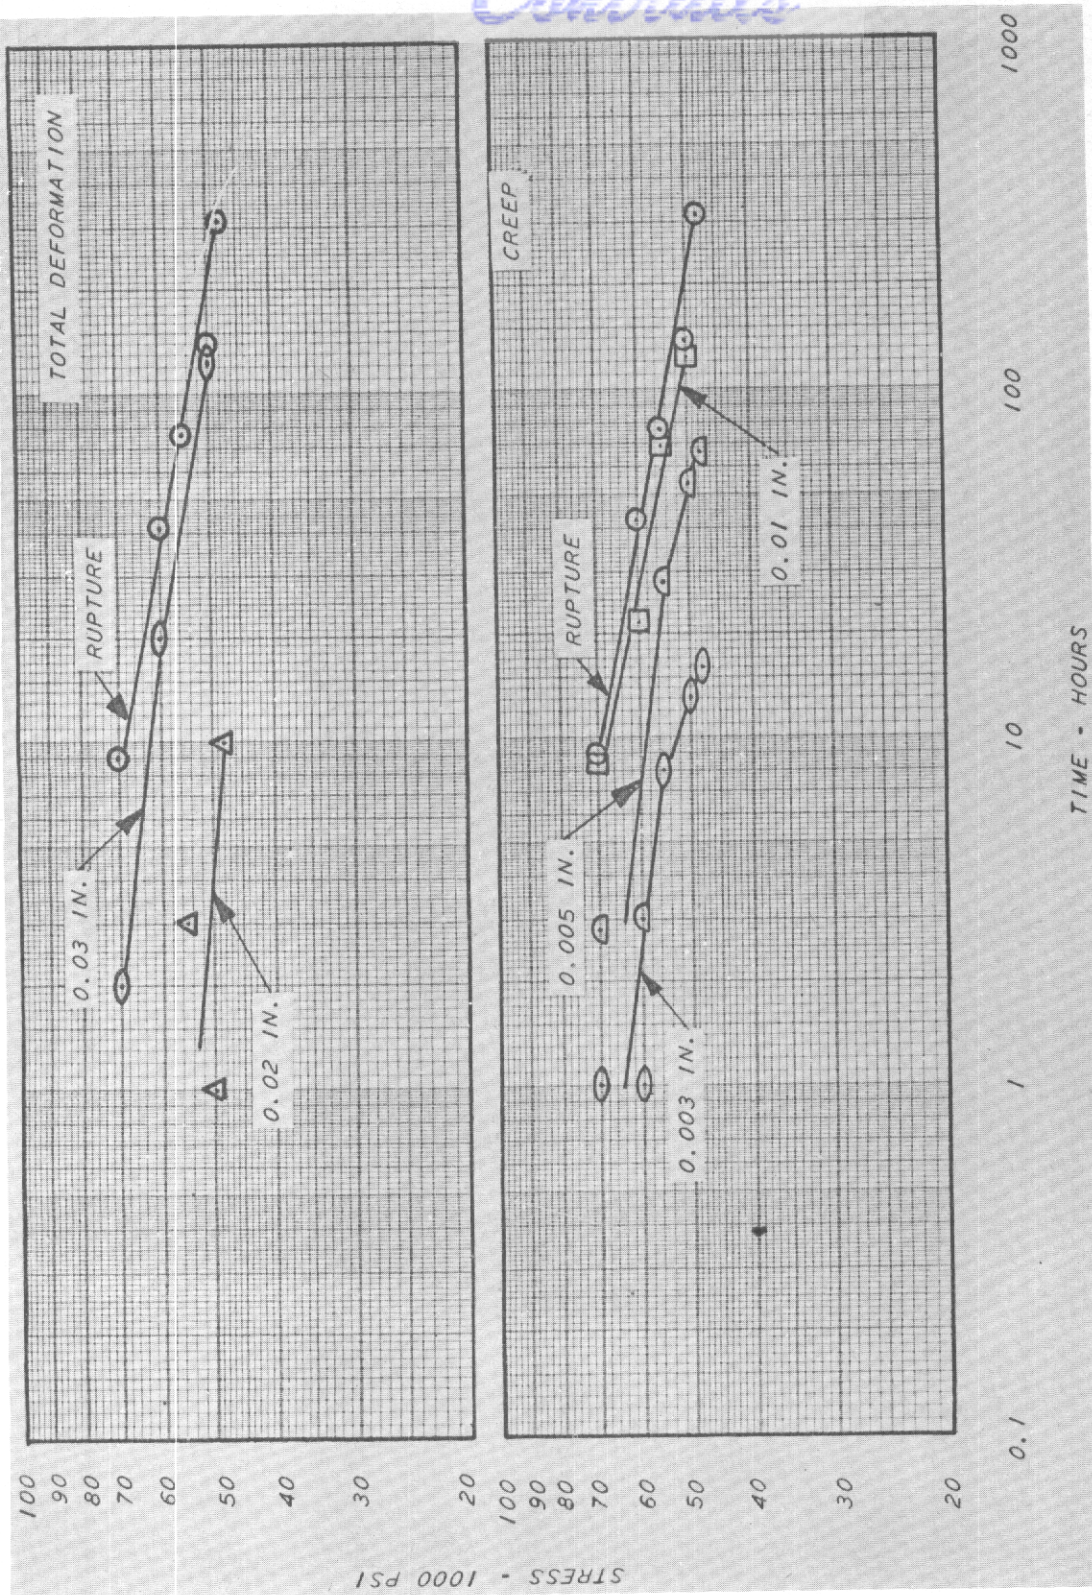 Contrails
TOTAL DEFORMATION
RUPTURE
0.03 IN.
0.02 IN.
100
90
80
70
60
50
40
30
20
CREEP
RUPTURE
0.01 IN.
0.005 IN.
0.003 IN.
100
90
80
70
60
50
40
30
20
STRESS - 1000 PSI
0.1
1
10
100
1000
TIME - HOURS